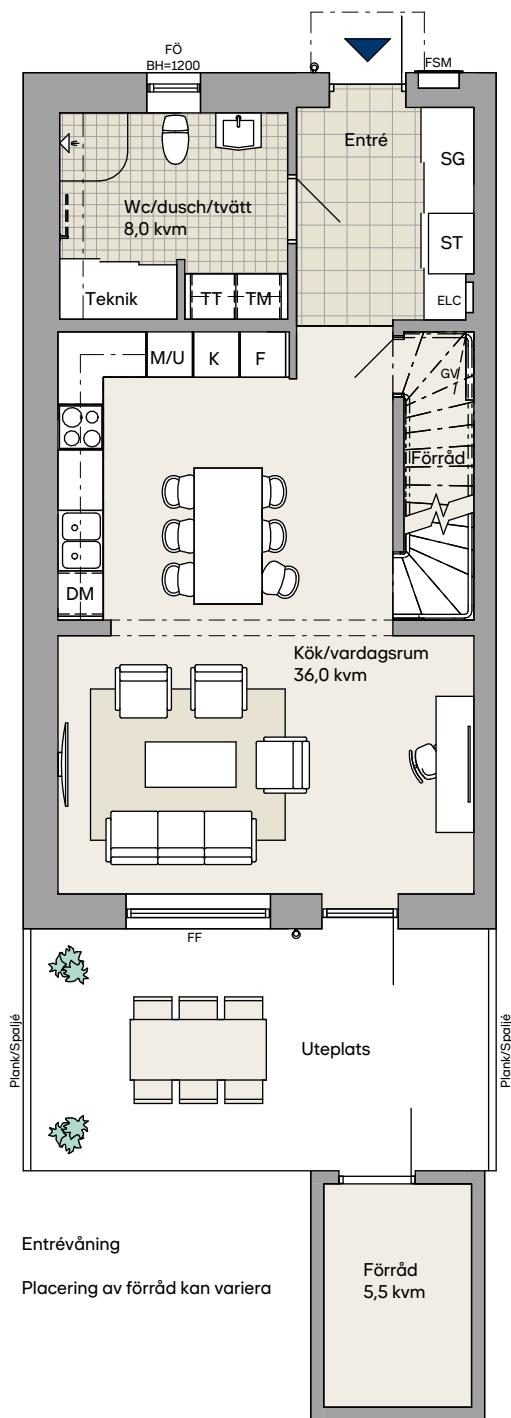 FÖ
BH=1200
FSM
Entré
SG
Wc/dusch/tvätt
8,0 kvm
ST
Teknik
TT
TM
ELC
M/U
K
F
GV
Förråd
DM
Kök/vardagsrum
36,0 kvm
FF
Plank/Spaljé
Uteplats
Plank/Spaljé
Entrévåning
Placering av förråd kan variera
Förråd
5,5 kvm